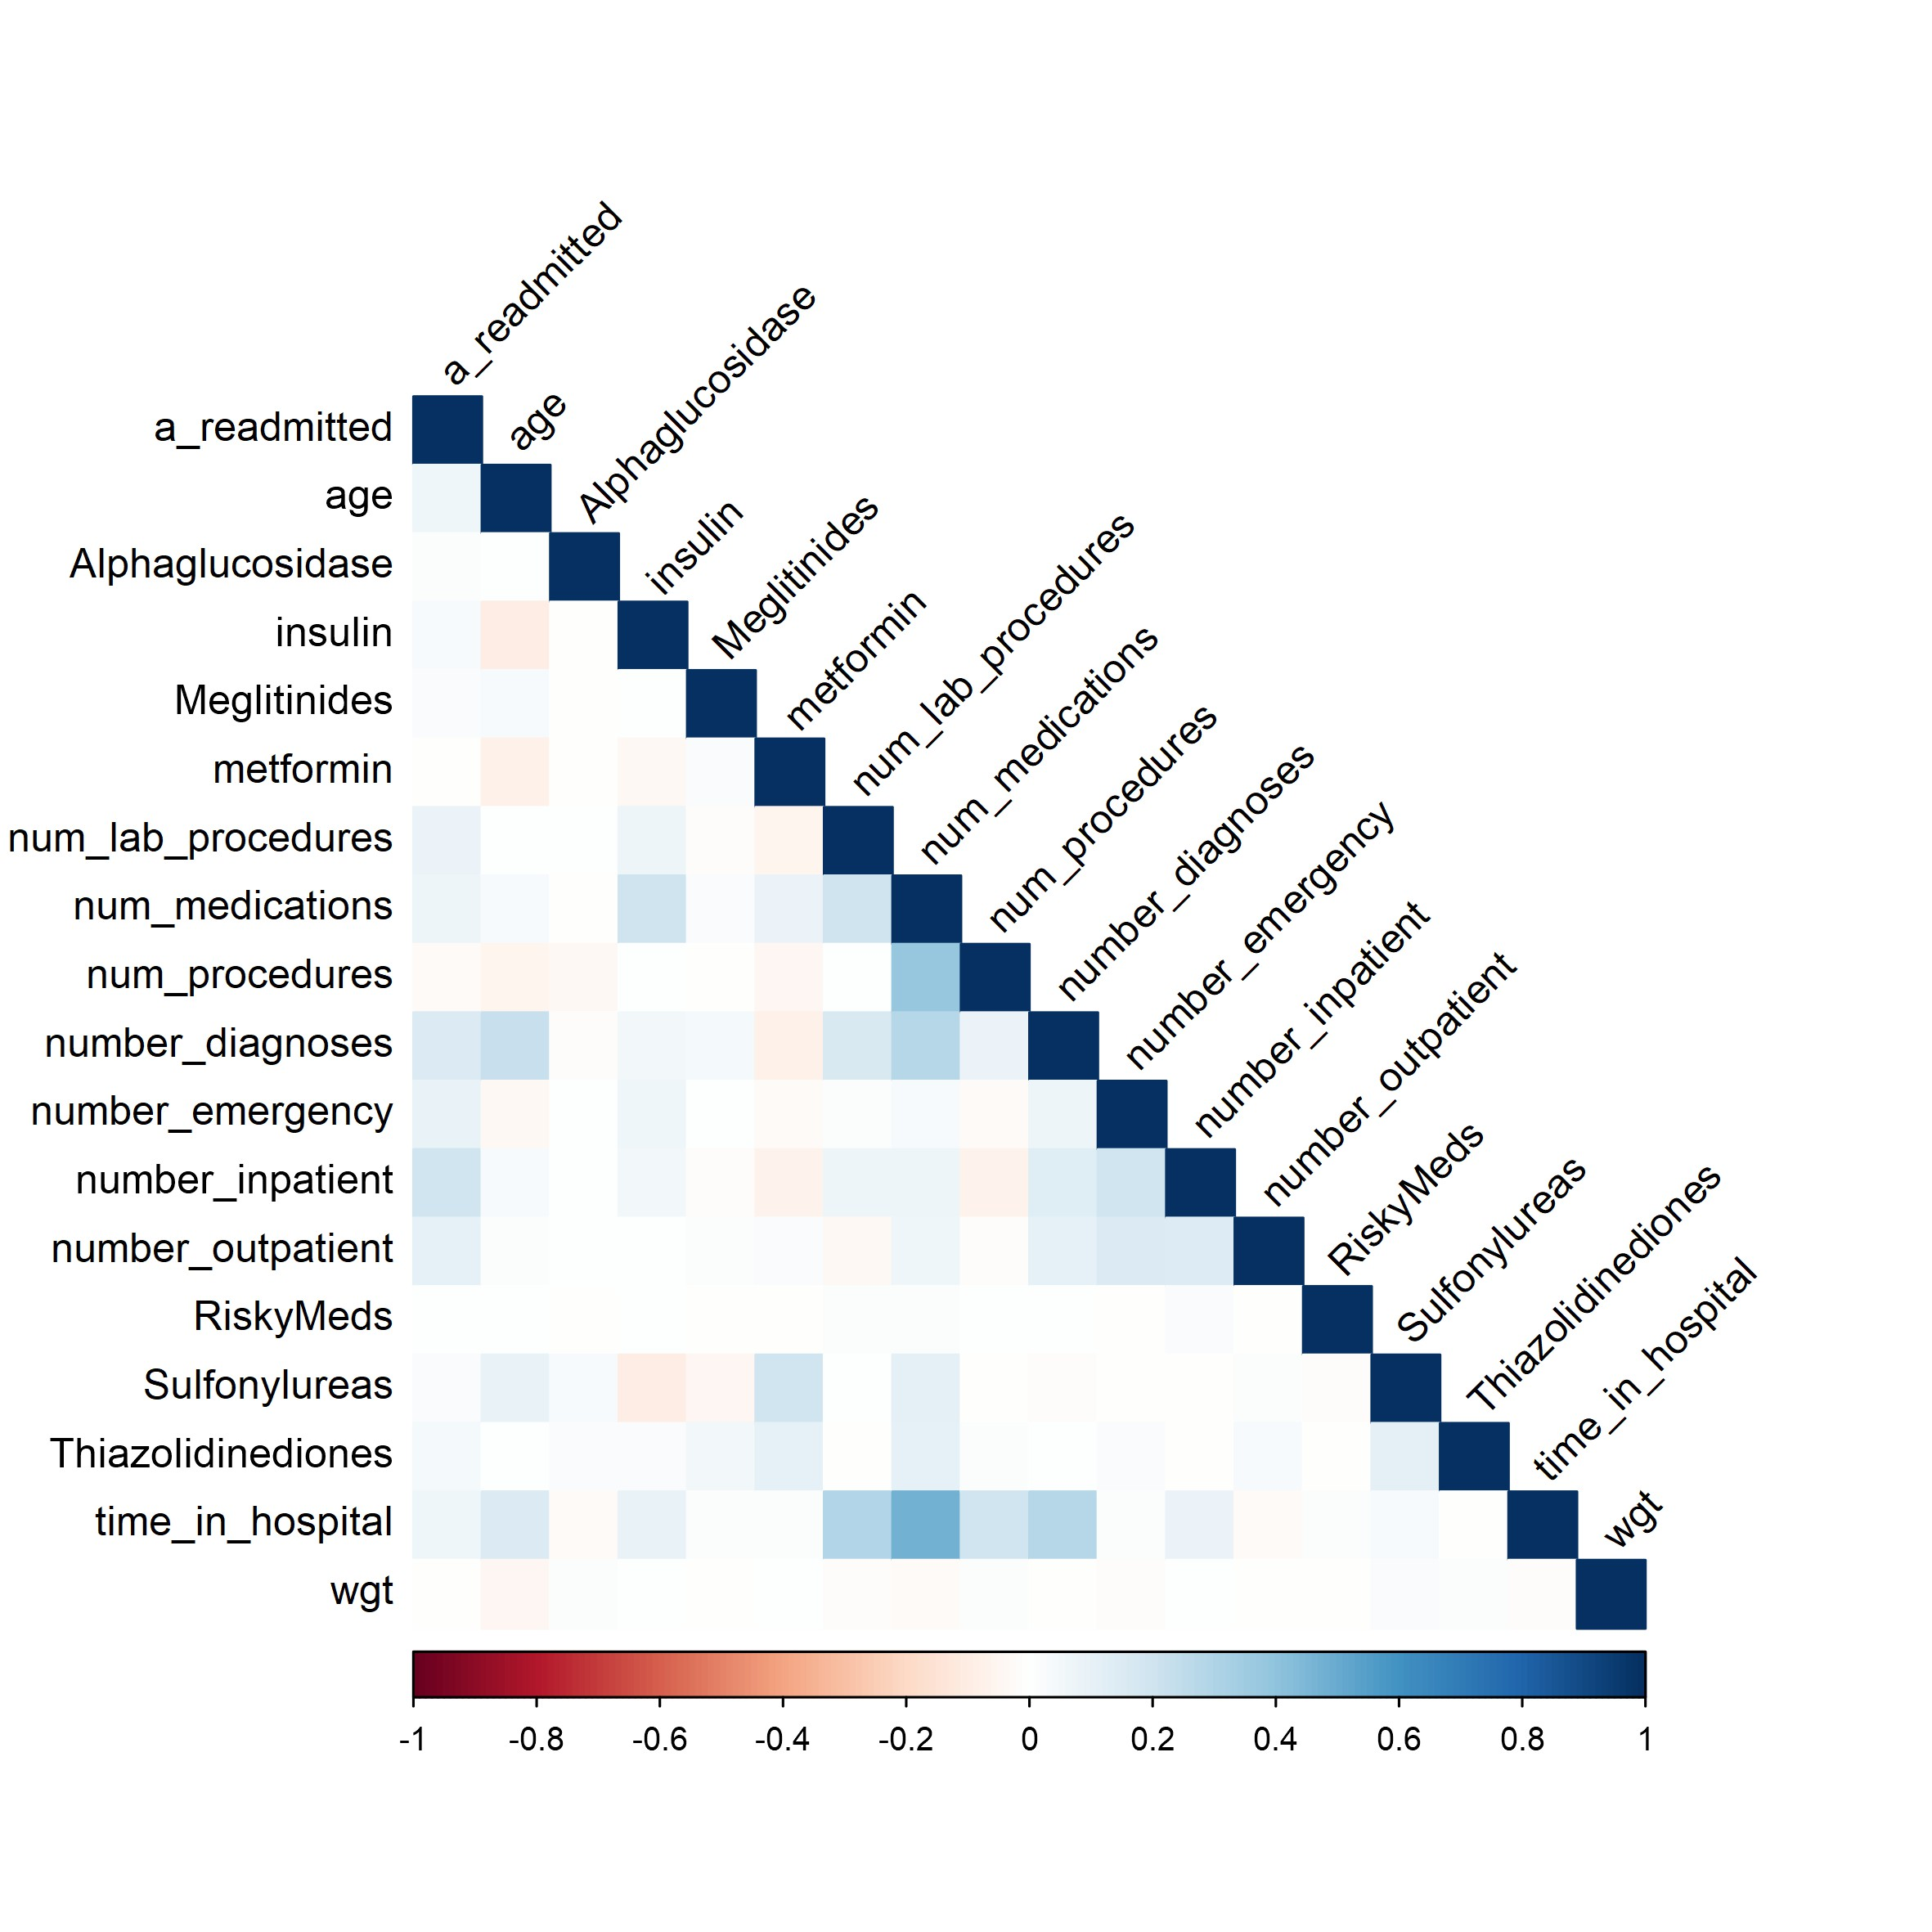 a_readmitted
age
Alphaglucosidase
insulin
Meglitinides
metformin
num_lab_procedures
num_medications
num_procedures
number_diagnoses
number_emergency
number_inpatient
number_outpatient
RiskyMeds
Sulfonylureas
Thiazolidinediones
time_in_hospital
wgt
a_readmitted
age
Alphaglucosidase
insulin
Meglitinides
metformin
num_lab_procedures
num_medications
num_procedures
number_diagnoses
number_emergency
number_inpatient
number_outpatient
RiskyMeds
Sulfonylureas
Thiazolidinediones
time_in_hospital
wgt
-1 -0.8 -0.6 -0.4 -0.2 0 0.2 0.4 0.6 0.8 1